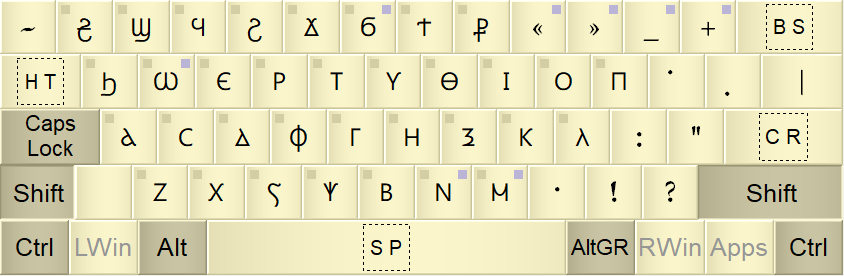 ~ ϣ ϥ ϩ ϫ ϭ ϯ ⳨ « » _ + BS
HT ϧ ⲱ ⲉ ⲣ ⲧ ⲩ ⲑ ⲓ ⲟ ⲡ ˙ . |
Caps Lock ⲁ ⲥ ⲇ ⲫ ⲅ ⲏ ⲝ ⲕ ⲗ : " CR
Shift ⲍ ⲭ ⲋ ⲯ ⲃ ⲛ ⲙ · ! ? Shift
Ctrl LWin Alt SP AltGR RWin Apps Ctrl